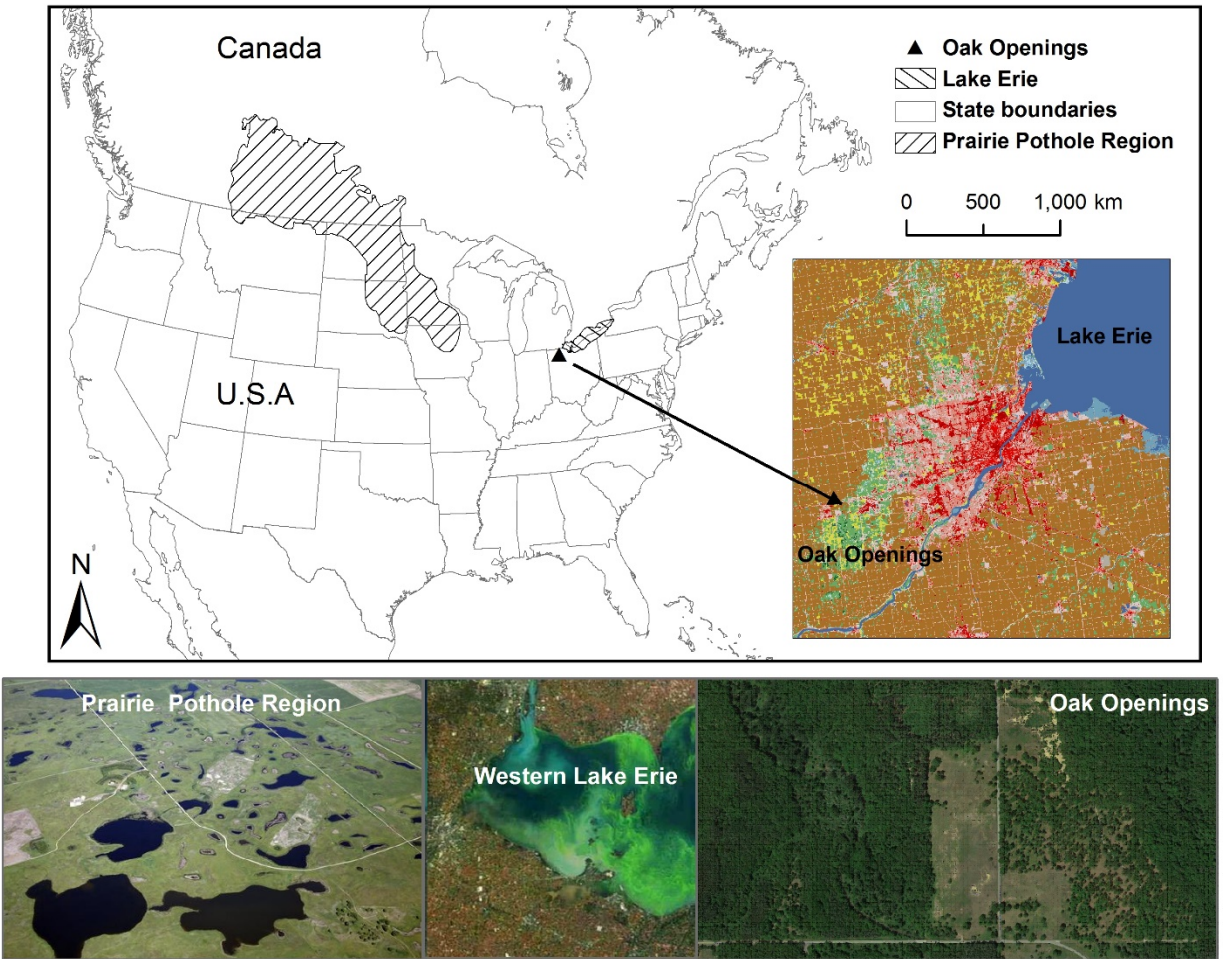 Canada
Oak Openings
Lake Erie
State boundaries
Prairie Pothole Region
0 500 1,000 km
Lake Erie
U.S.A
Oak Openings
N
Prairie Pothole Region
Western Lake Erie
Oak Openings